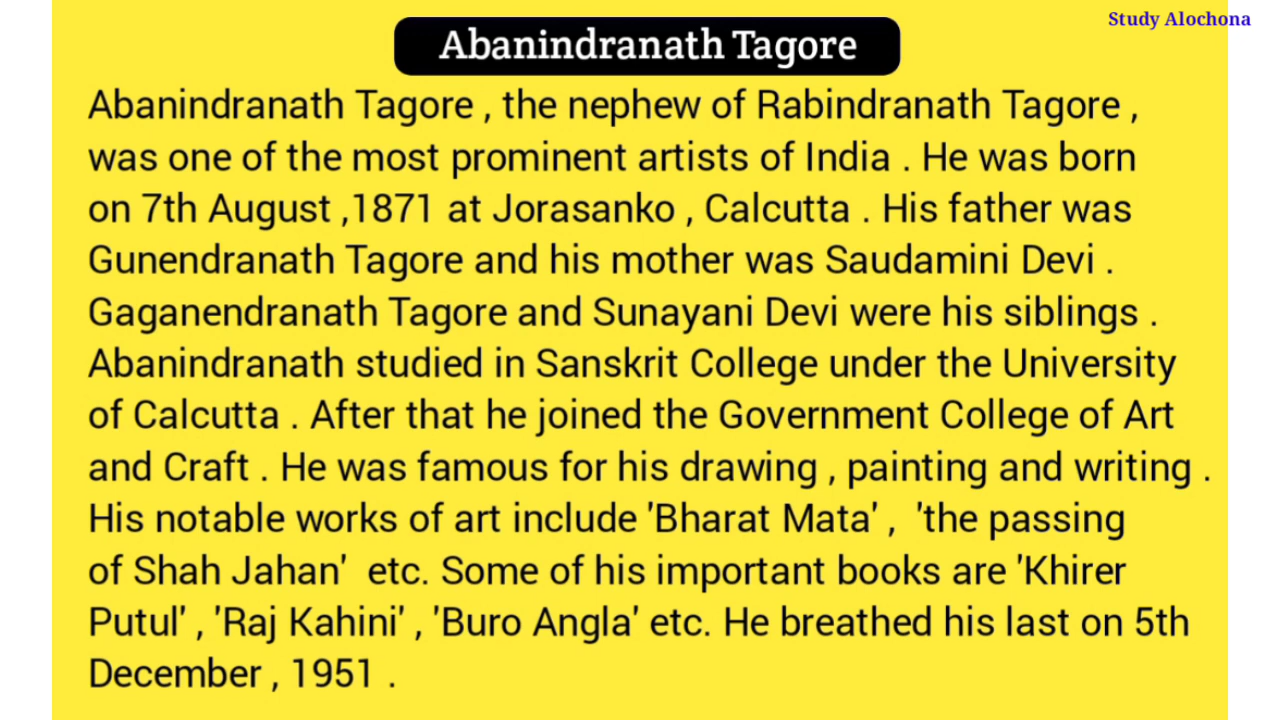 Study Alochona
Abanindranath Tagore
Abanindranath Tagore , the nephew of Rabindranath Tagore ,
was one of the most prominent artists of India . He was born
on 7th August ,1871 at Jorasanko , Calcutta . His father was
Gunendranath Tagore and his mother was Saudamini Devi .
Gaganendranath Tagore and Sunayani Devi were his siblings .
Abanindranath studied in Sanskrit College under the University
of Calcutta . After that he joined the Government College of Art
and Craft . He was famous for his drawing , painting and writing .
His notable works of art include 'Bharat Mata' ,  'the passing
of Shah Jahan'  etc. Some of his important books are 'Khirer
Putul' , 'Raj Kahini' , 'Buro Angla' etc. He breathed his last on 5th
December , 1951 .